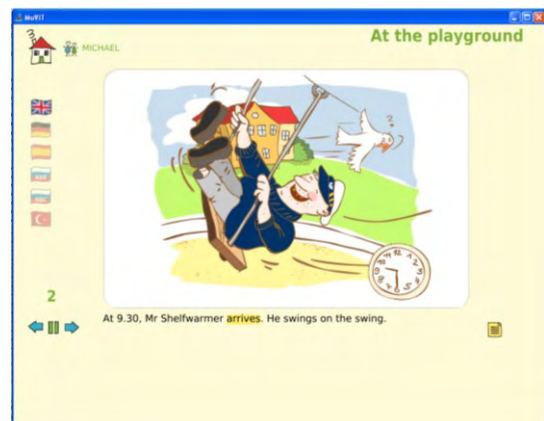 MuViT
At the playground
MICHAEL
2
At 9.30, Mr Shelfwarmer arrives. He swings on the swing.